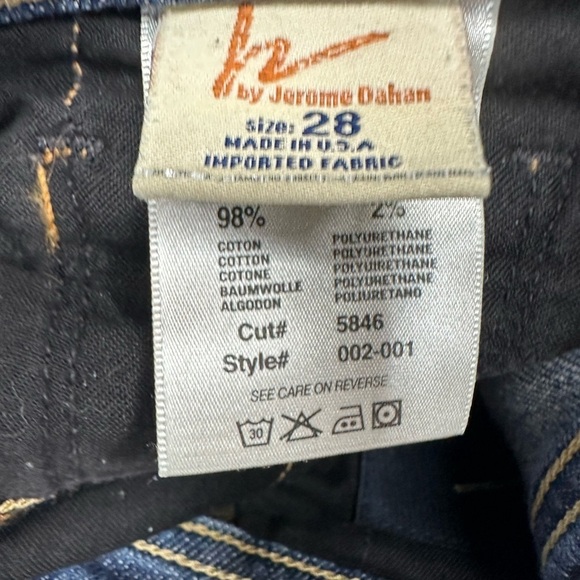 by Jerome Dahan
size: 28
MADE IN U.S.A
IMPORTED FABRIC
98% 2%
COTON POLYURETHANE
COTTON POLYURETHANE
COTONE POLYURETHANE
BAUMWOLLE POLYURETHANE
ALGODON POLIURETANO
Cut# 5846
Style# 002-001
SEE CARE ON REVERSE
30